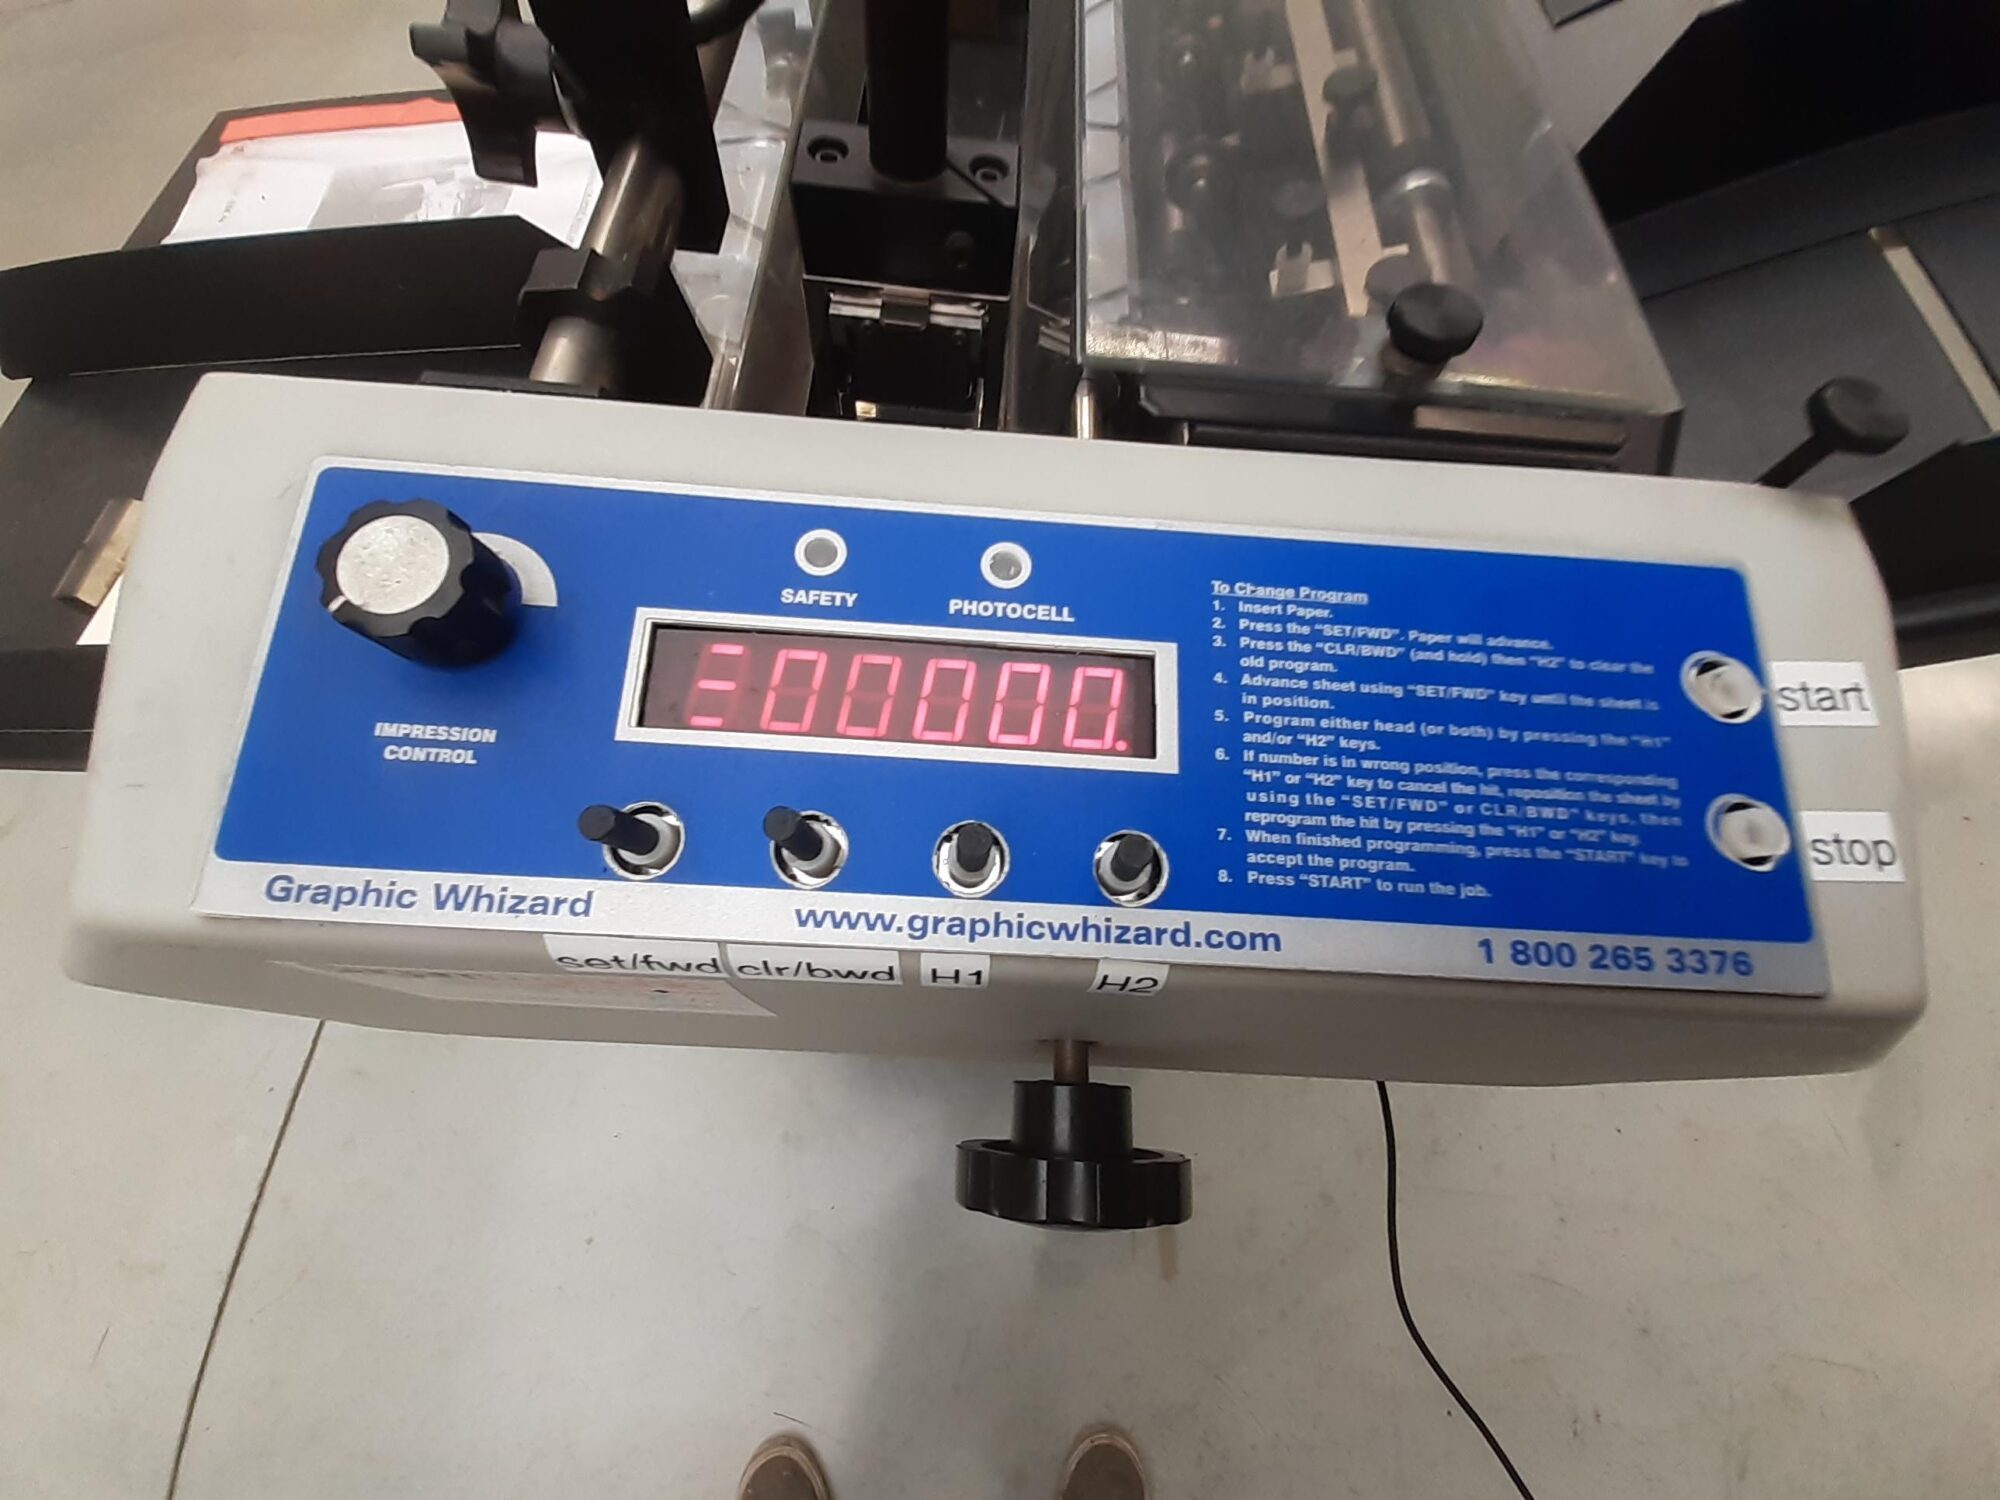 SAFETY
PHOTOCELL
IMPRESSION
CONTROL
00000.
To Change Program
1. Insert Paper.
2. Press the "SET/FWD". Paper will advance.
3. Press the "CLR/BWD" (and hold) then "H2" to clear the
old program.
4. Advance sheet using "SET/FWD" key until the sheet is
in position.
5. Program either head (or both) by pressing the "H1"
and/or "H2" keys.
6. If number is in wrong position, press the corresponding
"H1" or "H2" key to cancel the hit, reposition the sheet by
using the "SET/FWD" or CLR/BWD" keys, then
reprogram the hit by pressing the "H1" or "H2" key.
7. When finished programming, press the "START" key to
accept the program.
8. Press "START" to run the job.
start
stop
Graphic Whizard
www.graphicwhizard.com
1 800 265 3376
set/fwd
clr/bwd
H1
H2